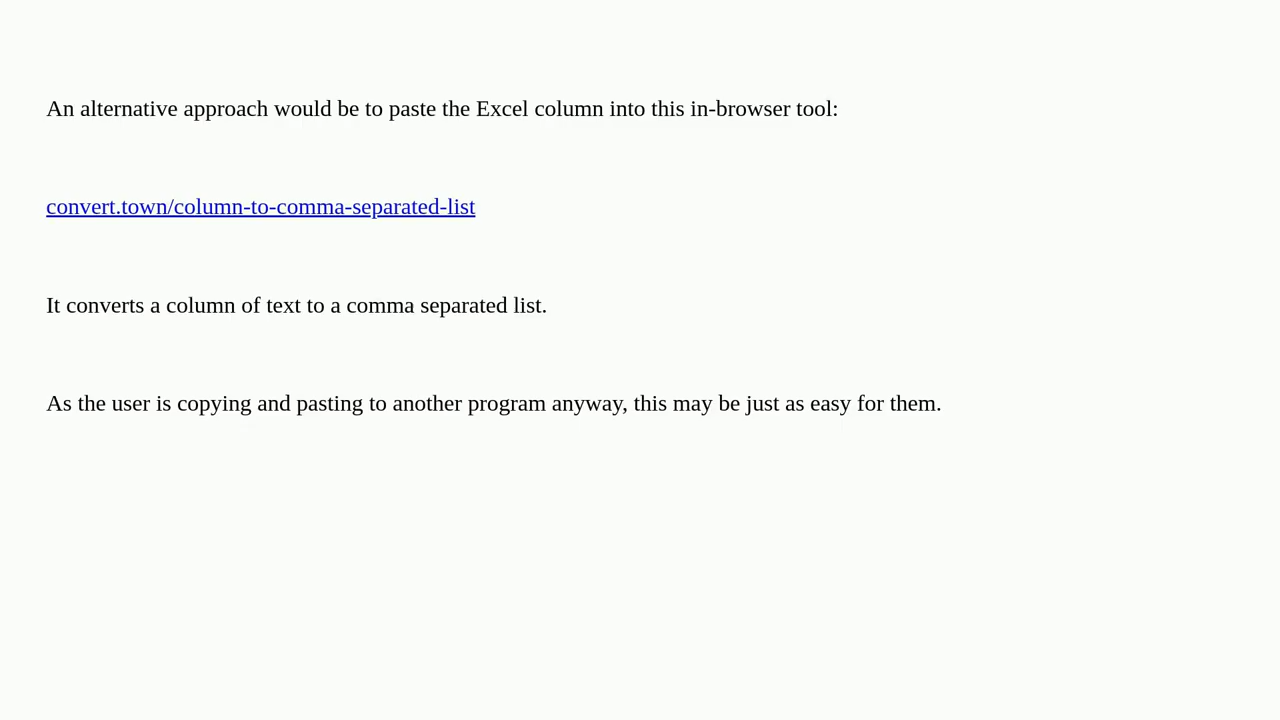 An alternative approach would be to paste the Excel column into this in-browser tool:
convert.town/column-to-comma-separated-list
It converts a column of text to a comma separated list.
As the user is copying and pasting to another program anyway, this may be just as easy for them.